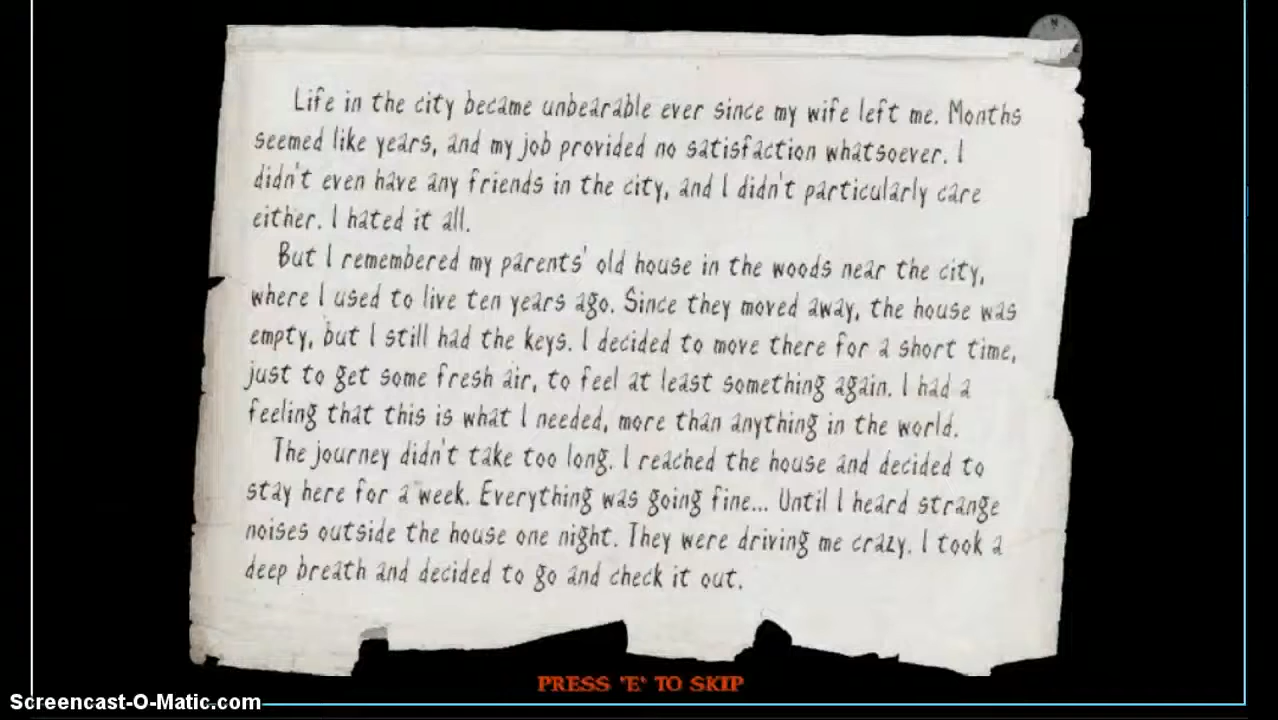 N
Life in the city became unbearable ever since my wife left me. Months
seemed like years, and my job provided no satisfaction whatsoever. I
didn't even have any friends in the city, and I didn't particularly care
either. I hated it all.
But I remembered my parents' old house in the woods near the city,
where I used to live ten years ago. Since they moved away, the house was
empty, but I still had the keys. I decided to move there for a short time,
just to get some fresh air, to feel at least something again. I had a
feeling that this is what I needed, more than anything in the world.
The journey didn't take too long. I reached the house and decided to
stay here for a week. Everything was going fine... Until I heard strange
noises outside the house one night. They were driving me crazy. I took a
deep breath and decided to go and check it out.
PRESS "E" TO SKIP
Screencast-O-Matic.com